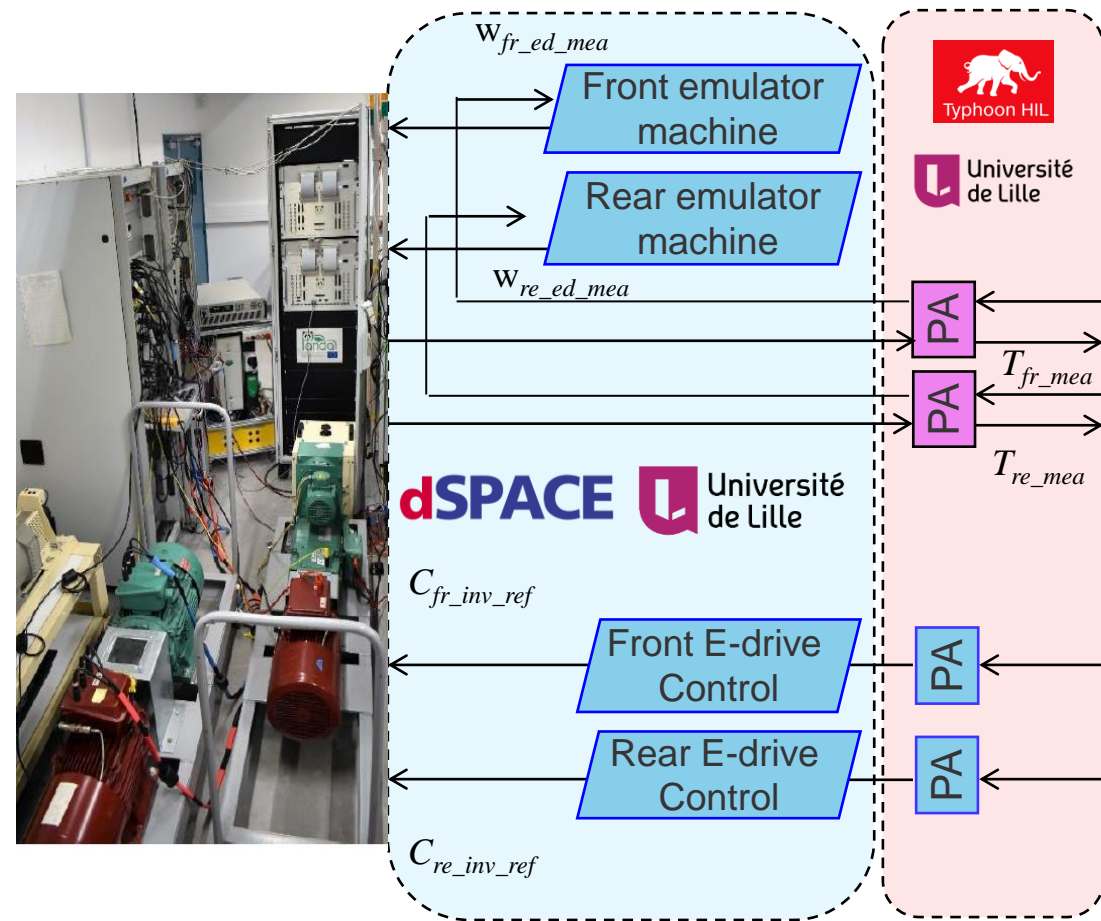 w_fr_ed_mea
Front emulator
machine
Typhoon HIL
Université
de Lille
Rear emulator
machine
w_re_ed_mea
PA
T_fr_mea
PA
T_re_mea
dSPACE
Université
de Lille
C_fr_inv_ref
Front E-drive
Control
PA
Rear E-drive
Control
PA
C_re_inv_ref